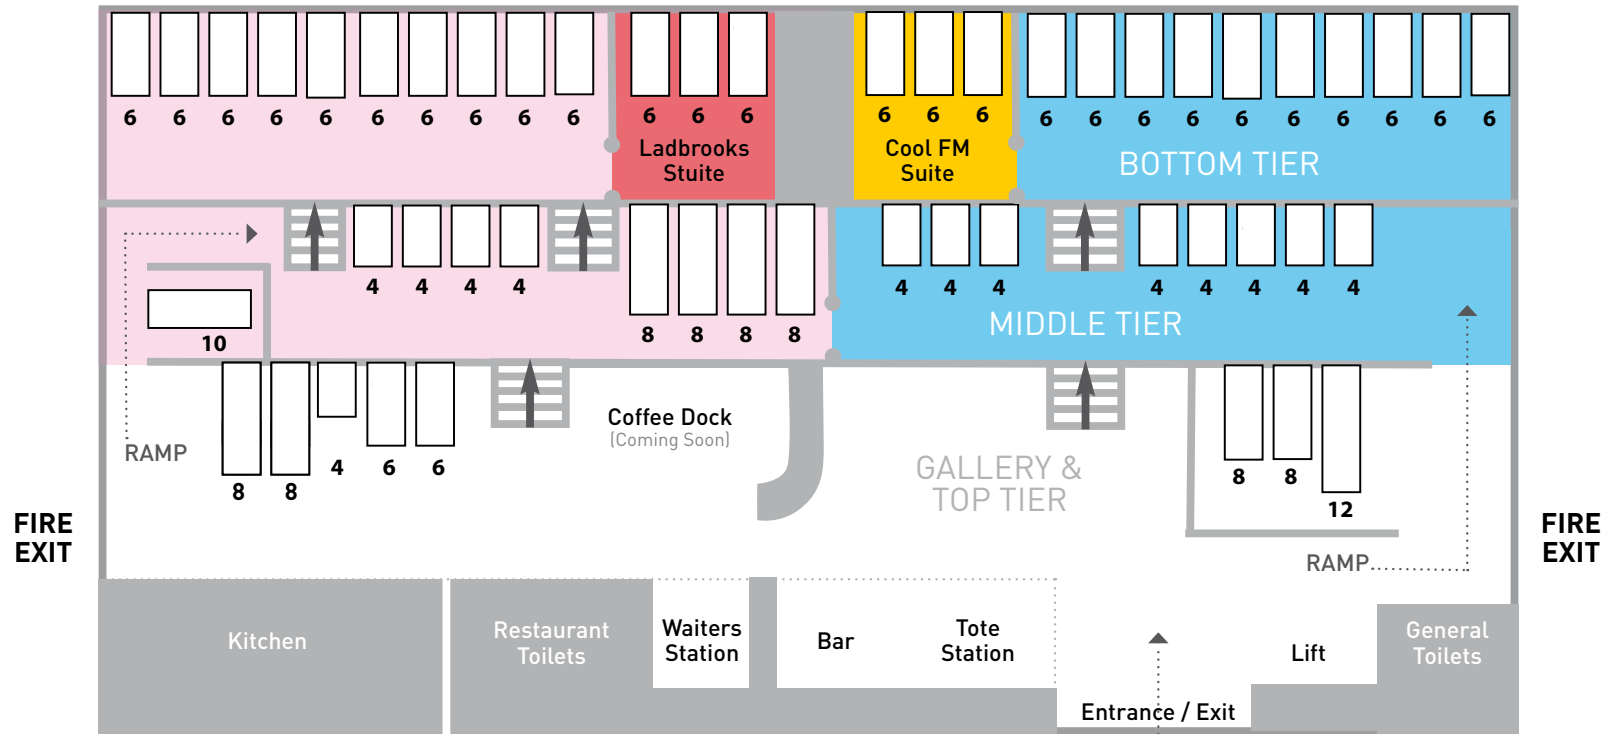 6 6 6 6 6 6 6 6 6 6 6 6 6 6 6 6 6 6 6 6 6 6 6 6 6 6
Ladbrooks
Stuite
Cool FM
Suite
BOTTOM TIER
4 4 4 4 4 4 4 4 4 4 4 4
10
8 8 8 8
MIDDLE TIER
RAMP
8 8 4 6 6
Coffee Dock
(Coming Soon)
GALLERY &
TOP TIER
8 8 12
FIRE
EXIT
FIRE
EXIT
RAMP
Kitchen
Restaurant
Toilets
Waiters
Station
Bar
Tote
Station
Lift
General
Toilets
Entrance / Exit